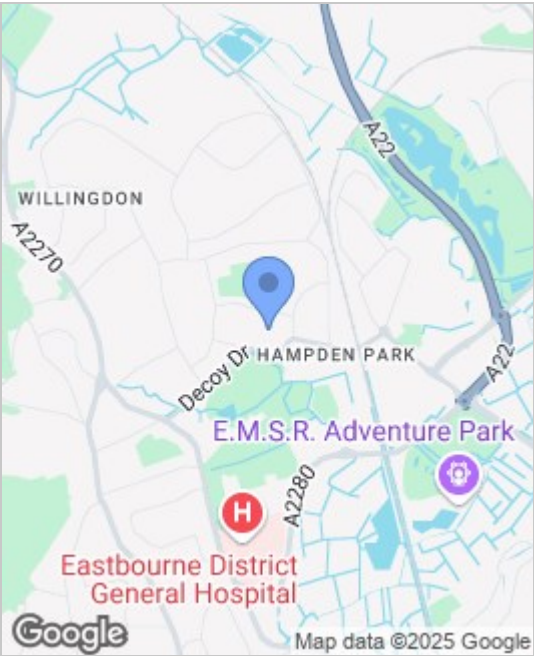 A22
WILLINGDON
A2270
Decoy Dr
HAMPDEN PARK
A22
E.M.S.R. Adventure Park
A2280
H
Eastbourne District
General Hospital
Google
Map data ©2025 Google